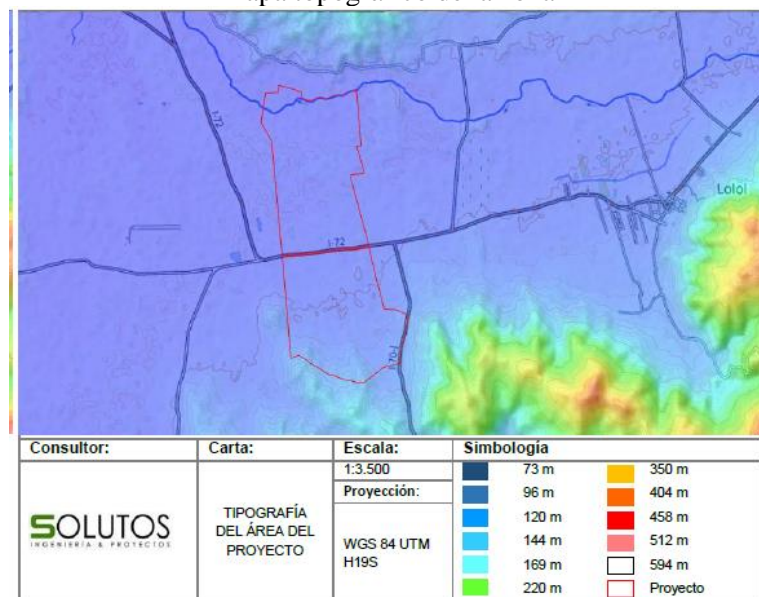 I-72
I-72
Lolol
I-70-J
Consultor:
Carta:
Escala:
Simbología
1:3.500
Proyección:
WGS 84 UTM
H19S
SOLUTOS
INGENIERÍA & PROYECTOS
TIPOGRAFÍA
DEL ÁREA DEL
PROYECTO
73 m
96 m
120 m
144 m
169 m
220 m
350 m
404 m
458 m
512 m
594 m
Proyecto